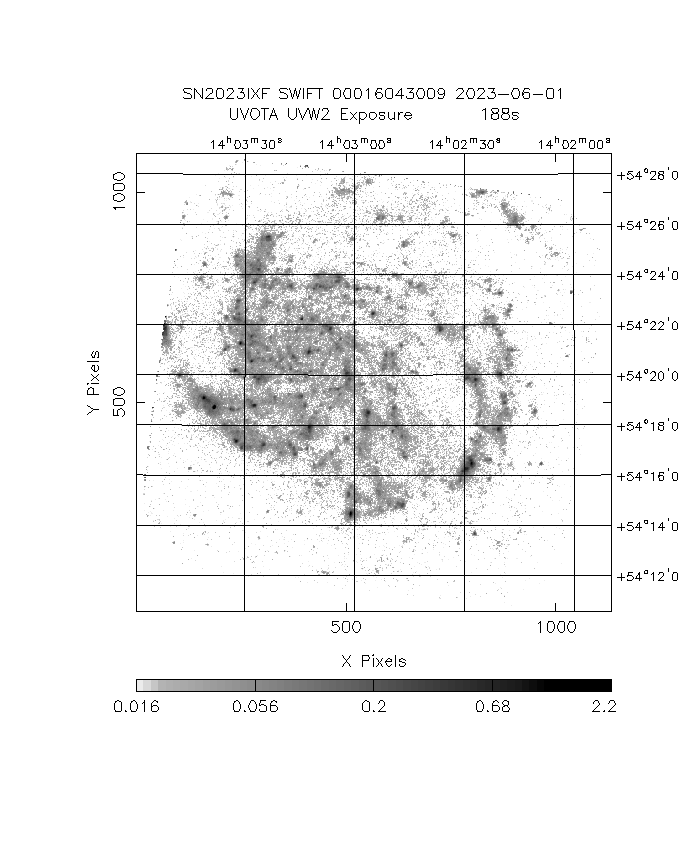 SN2023IXF SWIFT 00016043009 2023-06-01
UVOTA UVW2 Exposure 188s
14h03m30s 14h03m00s 14h02m30s 14h02m00s
+54°28'0
+54°26'0
+54°24'0
+54°22'0
+54°20'0
+54°18'0
+54°16'0
+54°14'0
+54°12'0
1000
500
Y Pixels
500 1000
X Pixels
0.016 0.056 0.2 0.68 2.2